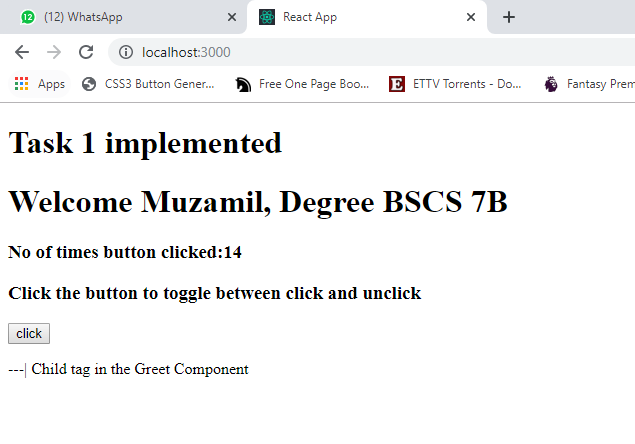 12 (12) WhatsApp React App
localhost:3000
Apps CSS3 Button Gener... Free One Page Boo... E ETTV Torrents - Do... Fantasy Prem
Task 1 implemented
Welcome Muzamil, Degree BSCS 7B
No of times button clicked:14
Click the button to toggle between click and unclick
click
---| Child tag in the Greet Component